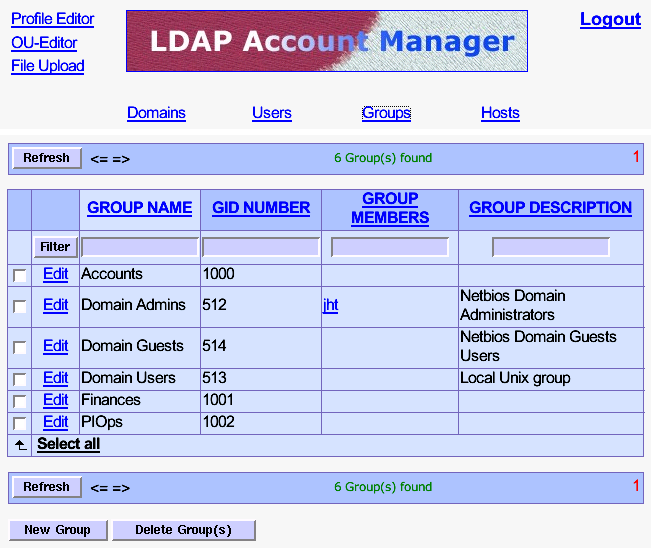 Profile Editor
OU-Editor
File Upload
LDAP Account Manager
Logout
Domains Users Groups Hosts
Refresh <= => 6 Group(s) found 1
GROUP NAME GID NUMBER GROUP MEMBERS GROUP DESCRIPTION
Filter
Edit Accounts 1000
Edit Domain Admins 512 jht Netbios Domain Administrators
Edit Domain Guests 514 Netbios Domain Guests Users
Edit Domain Users 513 Local Unix group
Edit Finances 1001
Edit PIOps 1002
Select all
Refresh <= => 6 Group(s) found 1
New Group Delete Group(s)